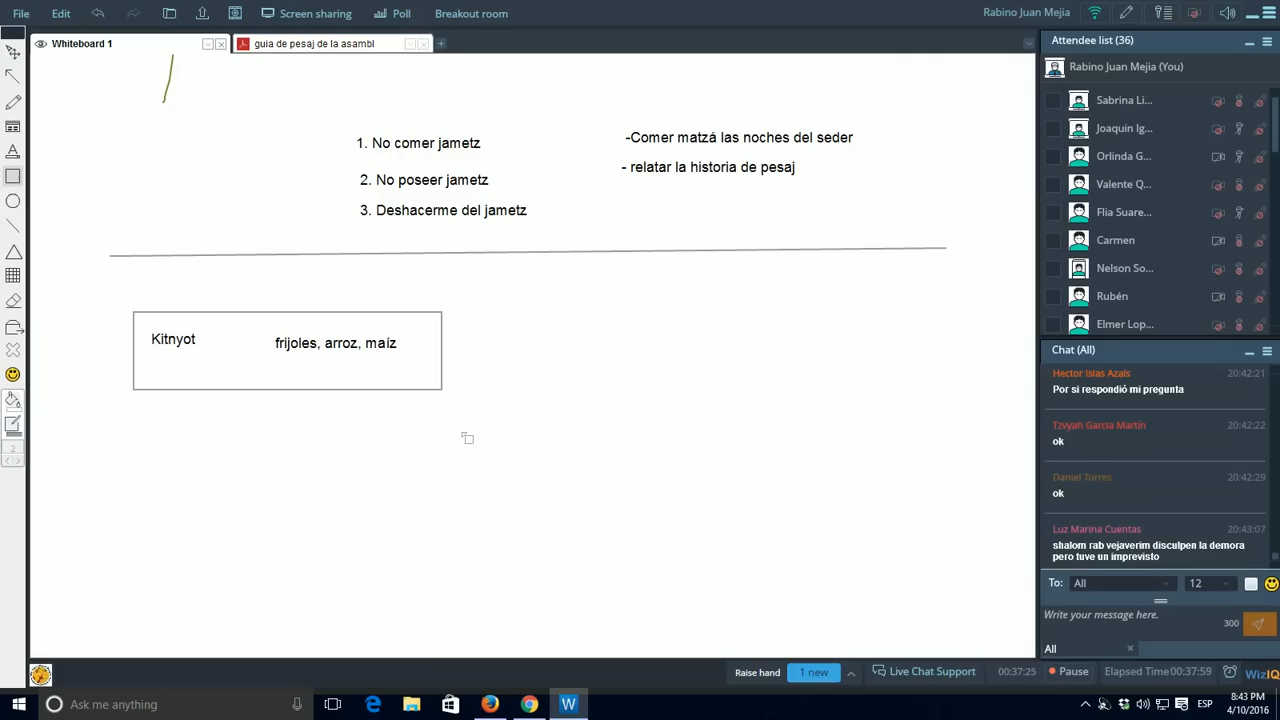 File Edit Screen sharing Poll Breakout room Rabino Juan Mejia
Whiteboard 1 guia de pesaj de la asambl
Attendee list (36)
Rabino Juan Mejia (You)
Sabrina Li...
Joaquin Ig...
Orlinda G...
Valente Q...
Flia Suare...
Carmen
Nelson So...
Rubén
Elmer Lop...
1. No comer jametz
2. No poseer jametz
3. Deshacerme del jametz
-Comer matzá las noches del seder
- relatar la historia de pesaj
Kitnyot frijoles, arroz, maíz
2
Chat (All)
Hector Islas Azaïs 20:42:21
Por si respondió mi pregunta
Tzvyah Garcia Martín 20:42:22
ok
Daniel Torres 20:42:29
ok
Luz Marina Cuentas 20:43:07
shalom rab vejaverim disculpen la demora
pero tuve un imprevisto
To: All 12
Write your message here.
300
All
Raise hand 1 new Live Chat Support 00:37:25 Pause Elapsed Time 00:37:59 WizIQ
Ask me anything
ESP
8:43 PM
4/10/2016